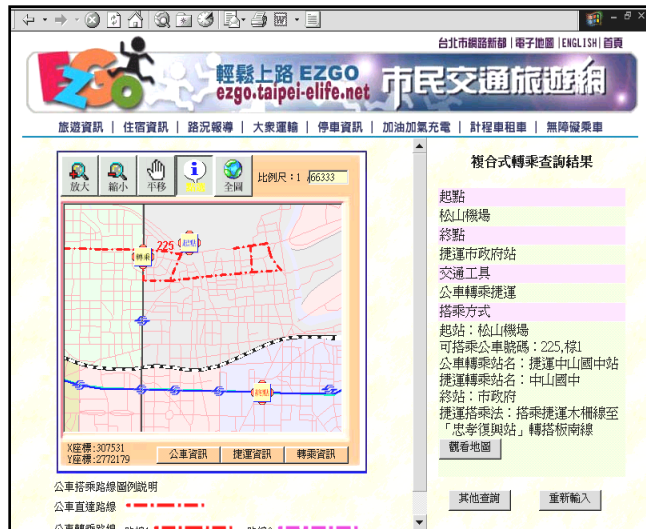 台北市網路新都 | 電子地圖 | ENGLISH | 首頁
EZGO
輕鬆上路 EZGO
ezgo.taipei-elife.net
市民交通旅遊網
旅遊資訊 | 住宿資訊 | 路況報導 | 大衆運輸 | 停車資訊 | 加油加氣充電 | 計程車租車 | 無障礙乘車
放大 縮小 平移 全圖 比例尺：1 /66333
225 起點
轉乘
終點
X座標:307531
Y座標:2772179
公車資訊 捷運資訊 轉乘資訊
公車搭乘路線圖例説明
公車直達路線
複合式轉乘查詢結果
起點
松山機場
終點
捷運市政府站
交通工具
公車轉乘捷運
搭乘方式
起站：松山機場
可搭乘公車號碼：225,棕1
公車轉乘站名：捷運中山國中站
捷運轉乘站名：中山國中
終站：市政府
捷運搭乘法：搭乘捷運木柵線至
「忠孝復興站」轉搭板南線
觀看地圖
其他查詢 重新輸入